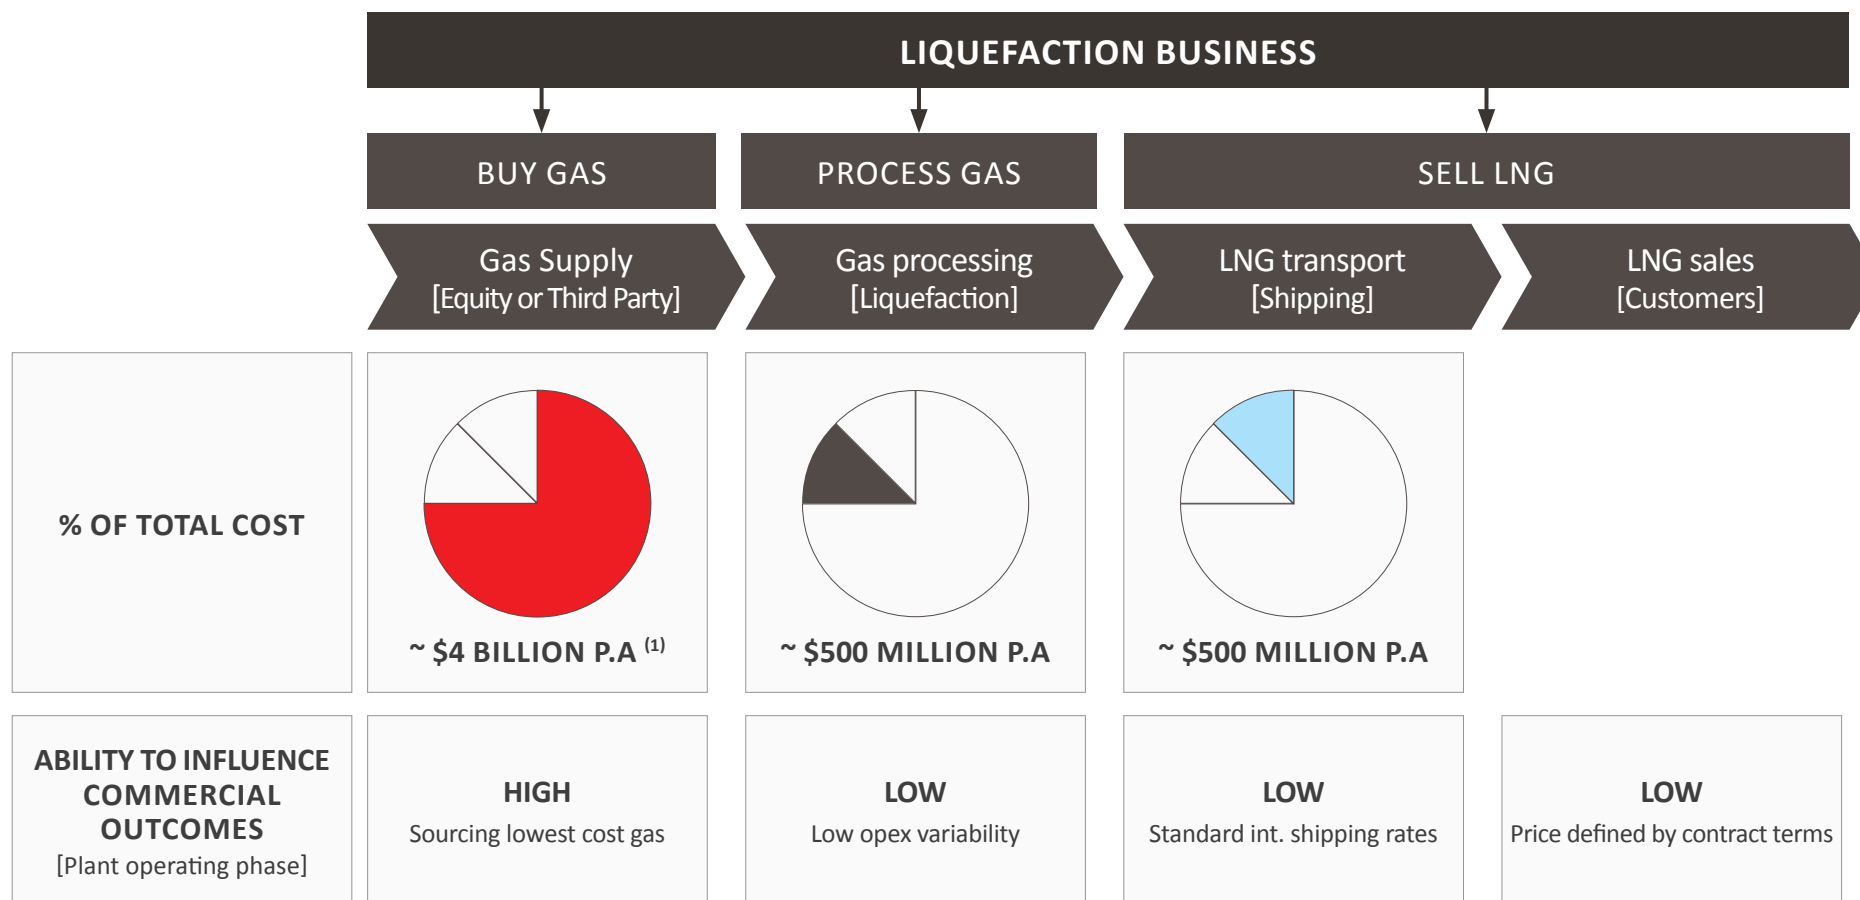 LIQUEFACTION BUSINESS
BUY GAS
PROCESS GAS
SELL LNG
Gas Supply
[Equity or Third Party]
Gas processing
[Liquefaction]
LNG transport
[Shipping]
LNG sales
[Customers]
% OF TOTAL COST
~ $4 BILLION P.A (1)
~ $500 MILLION P.A
~ $500 MILLION P.A
ABILITY TO INFLUENCE
COMMERCIAL
OUTCOMES
[Plant operating phase]
HIGH
Sourcing lowest cost gas
LOW
Low opex variability
LOW
Standard int. shipping rates
LOW
Price defined by contract terms